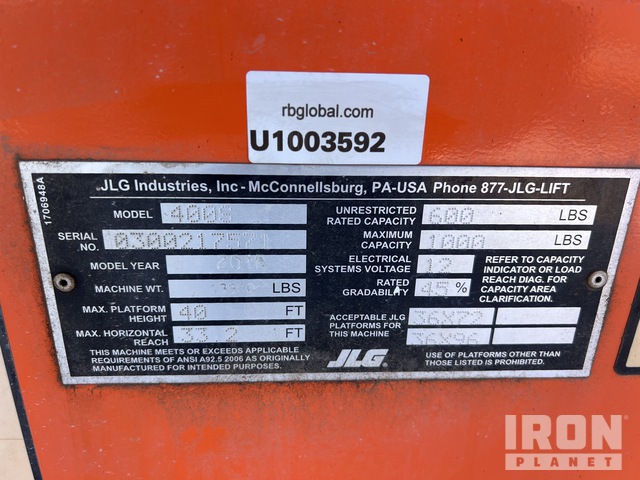 rbglobal.com
U1003592
1706948A
JLG Industries, Inc - McConnellsburg, PA-USA Phone 877-JLG-LIFT
MODEL 400S
SERIAL NO.
MODEL YEAR
MACHINE WT. LBS
MAX. PLATFORM HEIGHT 40 FT
MAX. HORIZONTAL REACH 33.2 FT
THIS MACHINE MEETS OR EXCEEDS APPLICABLE
REQUIREMENTS OF ANSI A92.5 2006 AS ORIGINALLY
MANUFACTURED FOR INTENDED PURPOSES.
UNRESTRICTED RATED CAPACITY 600 LBS
MAXIMUM CAPACITY 1000 LBS
ELECTRICAL SYSTEMS VOLTAGE 12
RATED GRADABILITY 45 %
REFER TO CAPACITY
INDICATOR OR LOAD
REACH DIAG. FOR
CAPACITY AREA
CLARIFICATION.
ACCEPTABLE JLG
PLATFORMS FOR
THIS MACHINE
36X72
36X96
JLG
USE OF PLATFORMS OTHER THAN
THOSE LISTED IS PROHIBITED.
IRON
PLANET